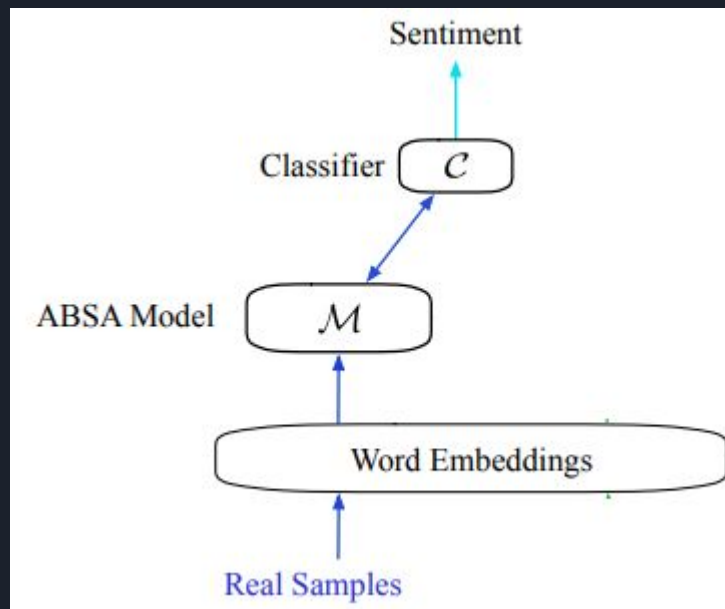 Sentiment
Classifier C
ABSA Model M
Word Embeddings
Real Samples